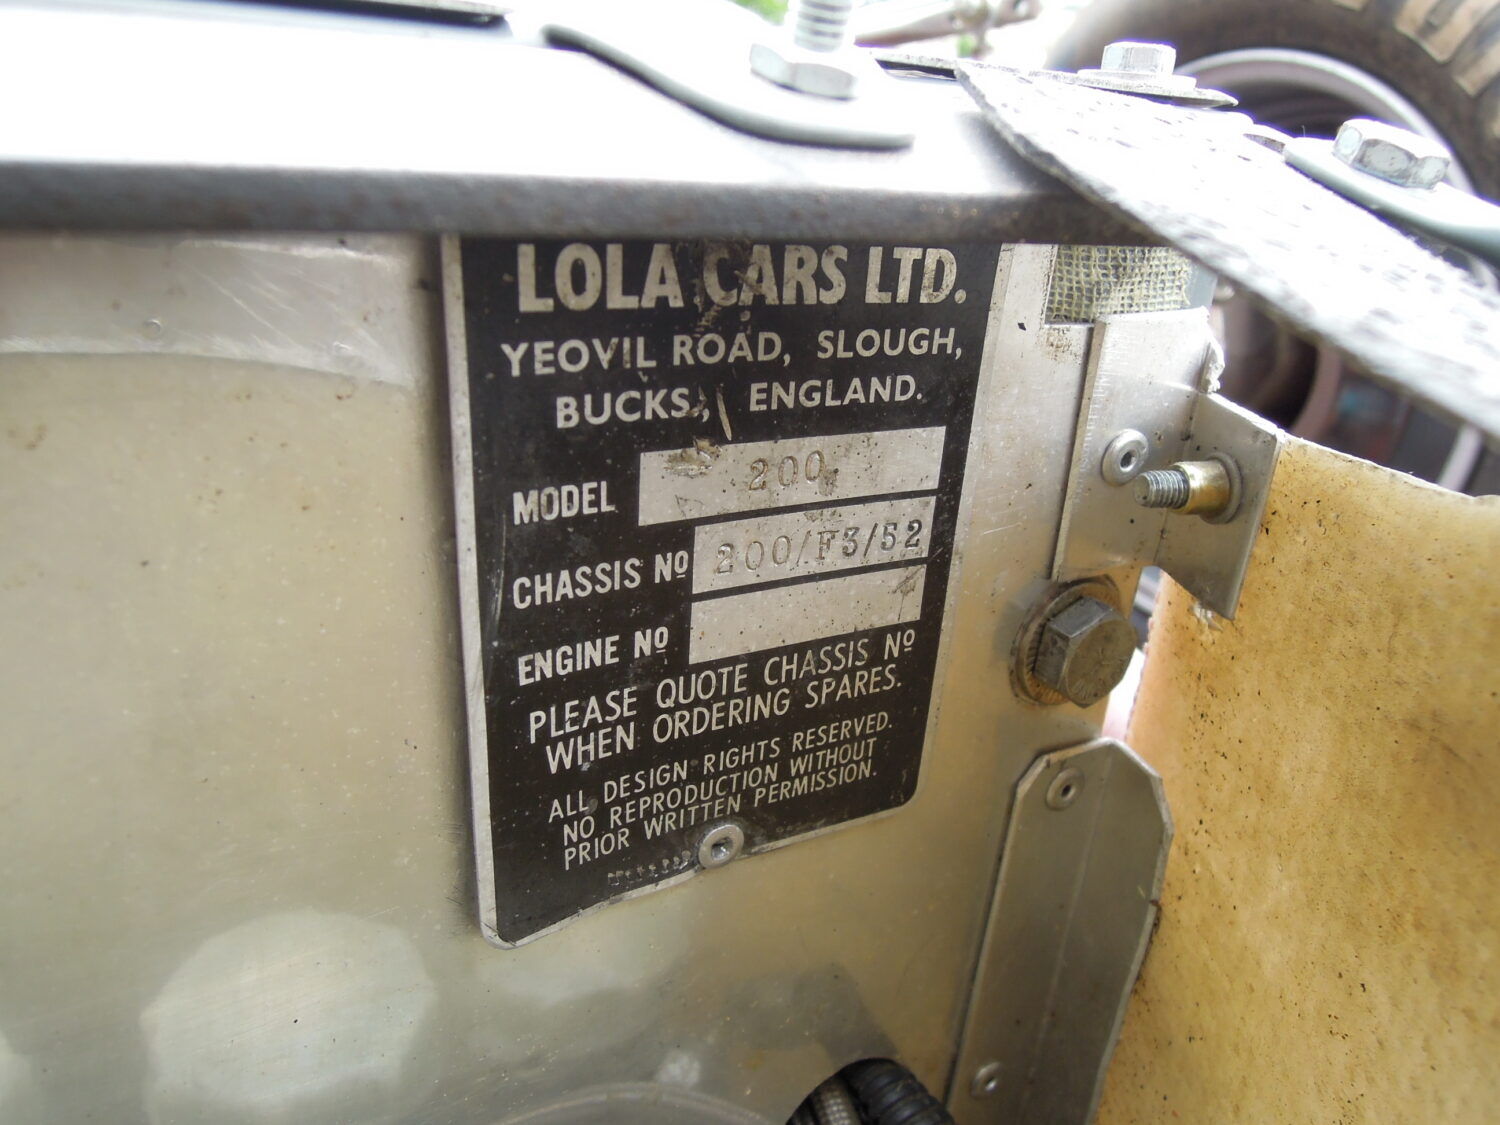 LOLA CARS LTD.
YEOVIL ROAD, SLOUGH,
BUCKS., ENGLAND.
MODEL 200
CHASSIS Nº 200/F3/52
ENGINE Nº
PLEASE QUOTE CHASSIS Nº
WHEN ORDERING SPARES.
ALL DESIGN RIGHTS RESERVED.
NO REPRODUCTION WITHOUT
PRIOR WRITTEN PERMISSION.